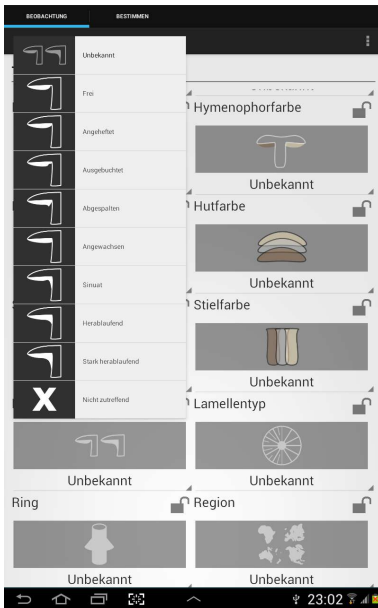 BEOBACHTUNG BESTIMMEN
Unbekannt
Frei
Angeheftet
Ausgebuchtet
Abgespalten
Angewachsen
Sinuat
Herablaufend
Stark herablaufend
X Nicht zutreffend
Hymenophorfarbe
Unbekannt
Hutfarbe
Unbekannt
Stielfarbe
Unbekannt
Lamellentyp
Unbekannt Unbekannt
Ring Region
Unbekannt Unbekannt
23:02